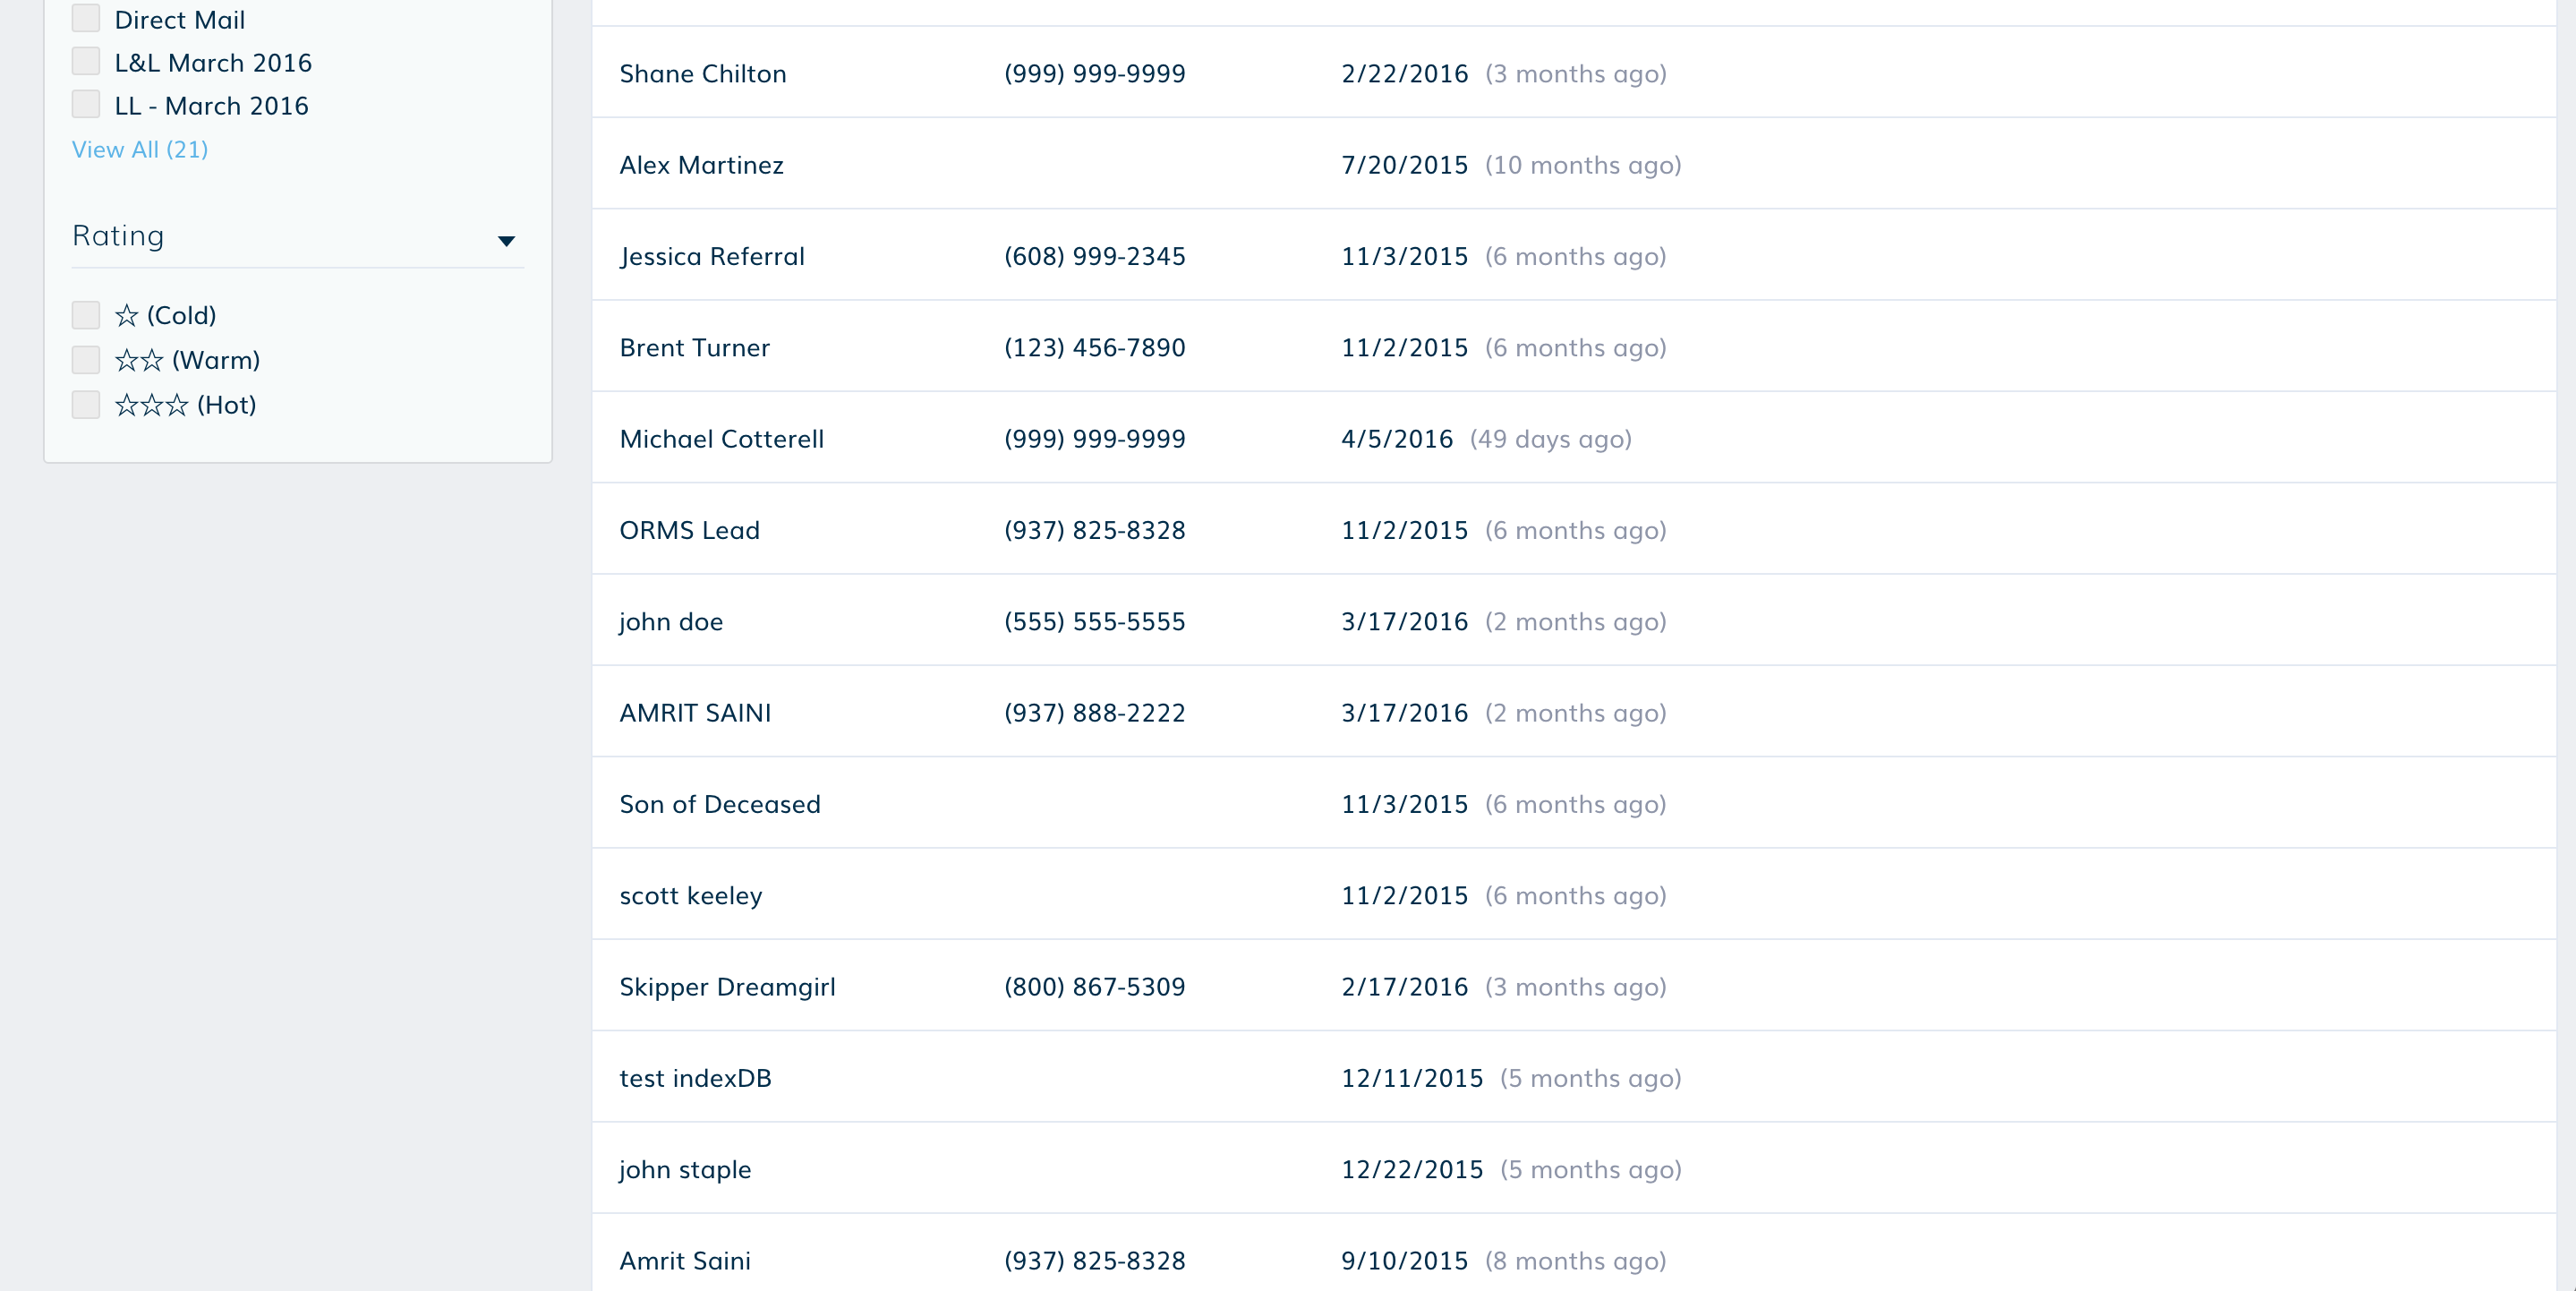 Direct Mail
L&L March 2016
LL - March 2016
View All (21)
Rating
☆ (Cold)
☆☆ (Warm)
☆☆☆ (Hot)
Shane Chilton (999) 999-9999 2/22/2016 (3 months ago)
Alex Martinez 7/20/2015 (10 months ago)
Jessica Referral (608) 999-2345 11/3/2015 (6 months ago)
Brent Turner (123) 456-7890 11/2/2015 (6 months ago)
Michael Cotterell (999) 999-9999 4/5/2016 (49 days ago)
ORMS Lead (937) 825-8328 11/2/2015 (6 months ago)
john doe (555) 555-5555 3/17/2016 (2 months ago)
AMRIT SAINI (937) 888-2222 3/17/2016 (2 months ago)
Son of Deceased 11/3/2015 (6 months ago)
scott keeley 11/2/2015 (6 months ago)
Skipper Dreamgirl (800) 867-5309 2/17/2016 (3 months ago)
test indexDB 12/11/2015 (5 months ago)
john staple 12/22/2015 (5 months ago)
Amrit Saini (937) 825-8328 9/10/2015 (8 months ago)